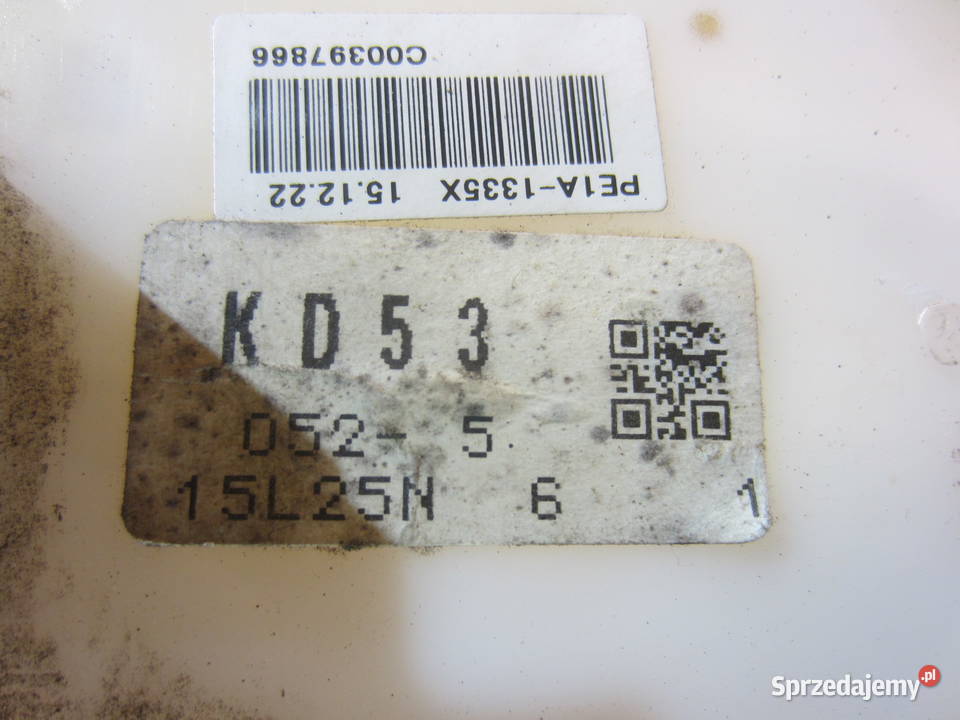 C00397866
PE1A-1335X 15.12.22
KD53
052- 5
15L25N 6 1
Sprzedajemy.pl